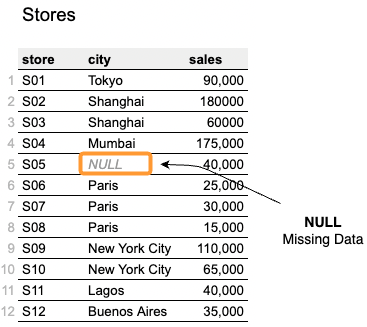 Stores
store city sales
1 S01 Tokyo 90,000
2 S02 Shanghai 180000
3 S03 Shanghai 60000
4 S04 Mumbai 175,000
5 S05 NULL 40,000
6 S06 Paris 25,000
7 S07 Paris 30,000
8 S08 Paris 15,000
9 S09 New York City 110,000
10 S10 New York City 65,000
11 S11 Lagos 40,000
12 S12 Buenos Aires 35,000
NULL
Missing Data